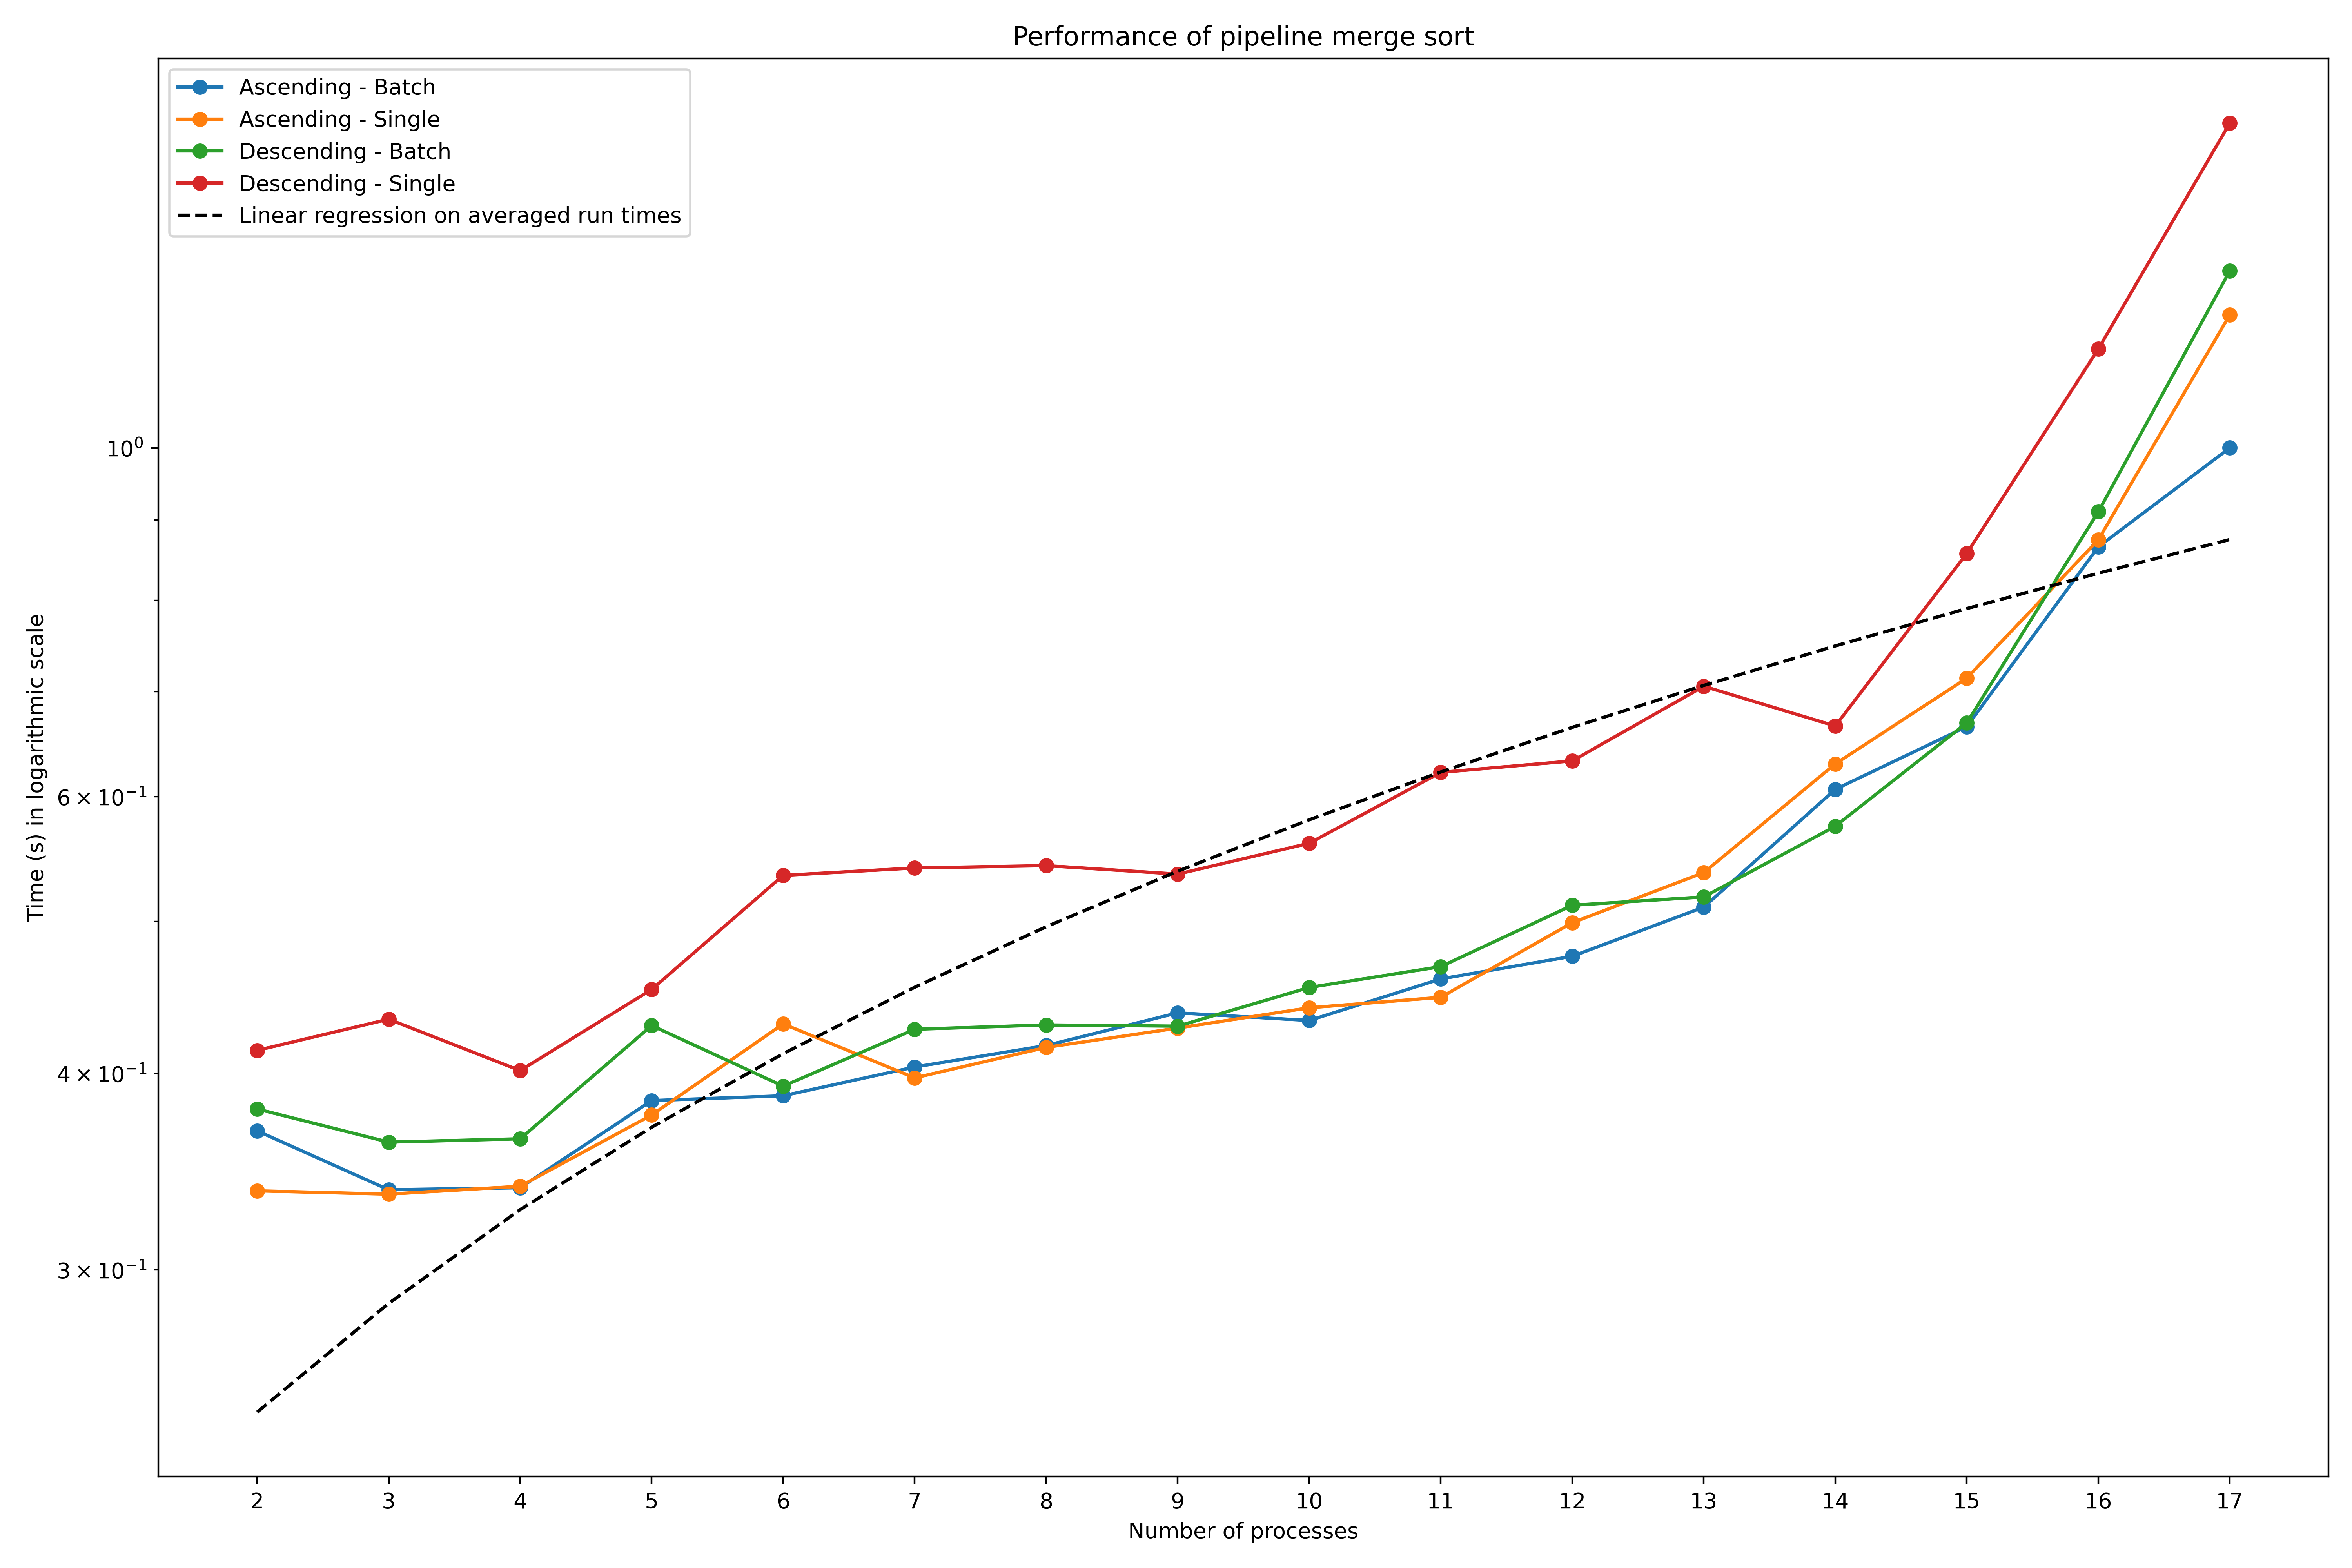 Performance of pipeline merge sort
Ascending - Batch
Ascending - Single
Descending - Batch
Descending - Single
Linear regression on averaged run times
Time (s) in logarithmic scale
10⁰
6 × 10⁻¹
4 × 10⁻¹
3 × 10⁻¹
2 3 4 5 6 7 8 9 10 11 12 13 14 15 16 17
Number of processes